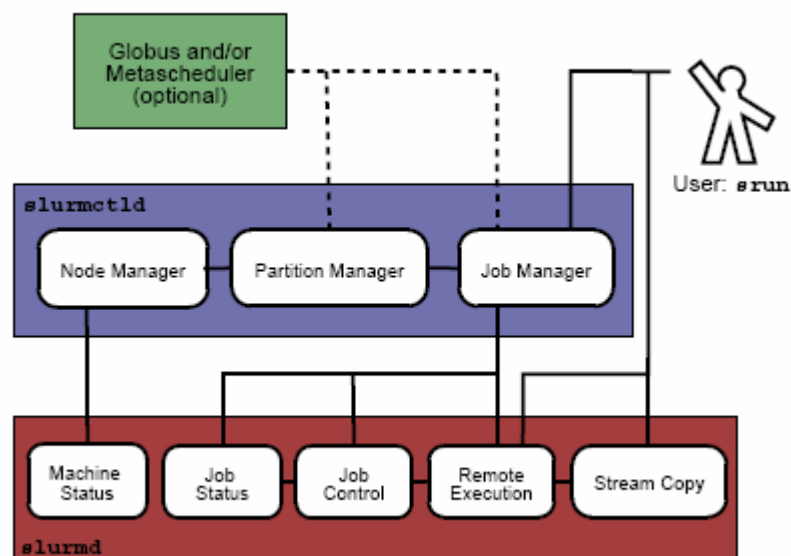 Globus and/or
Metascheduler
(optional)
User: srun
slurmctld
Node Manager
Partition Manager
Job Manager
Machine
Status
Job
Status
Job
Control
Remote
Execution
Stream Copy
slurmd